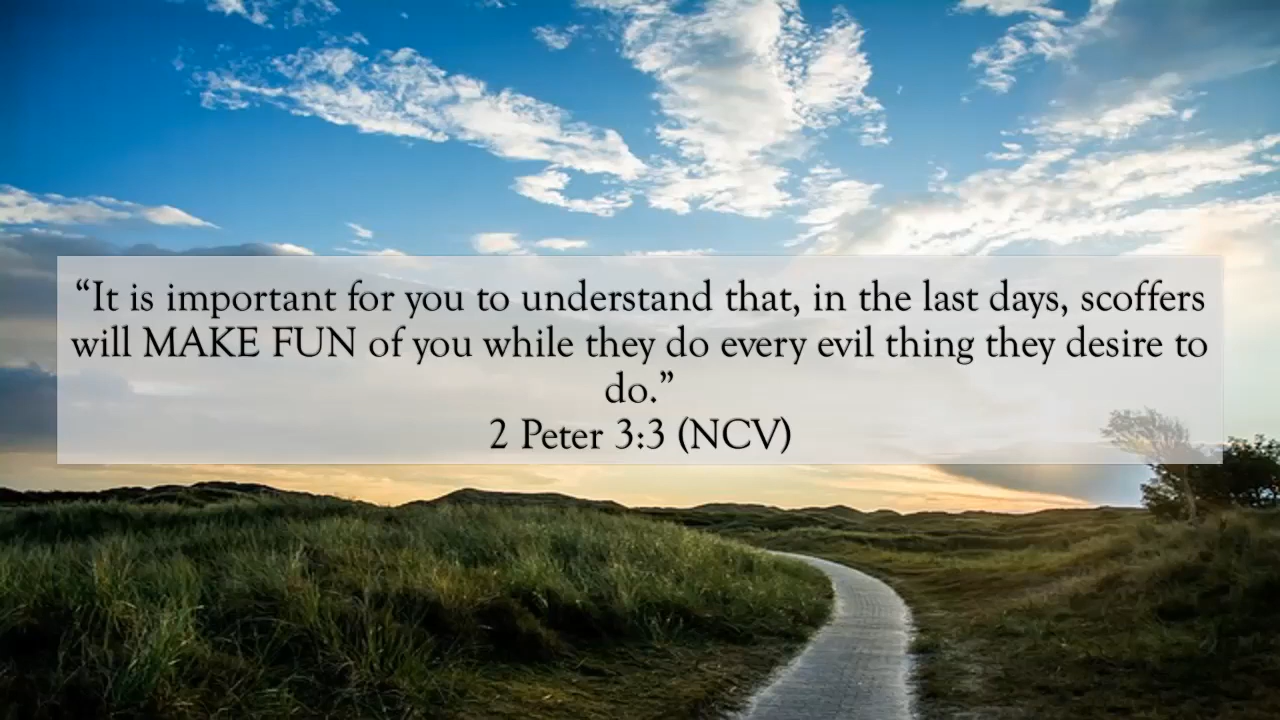 “It is important for you to understand that, in the last days, scoffers
will MAKE FUN of you while they do every evil thing they desire to
do.”
2 Peter 3:3 (NCV)